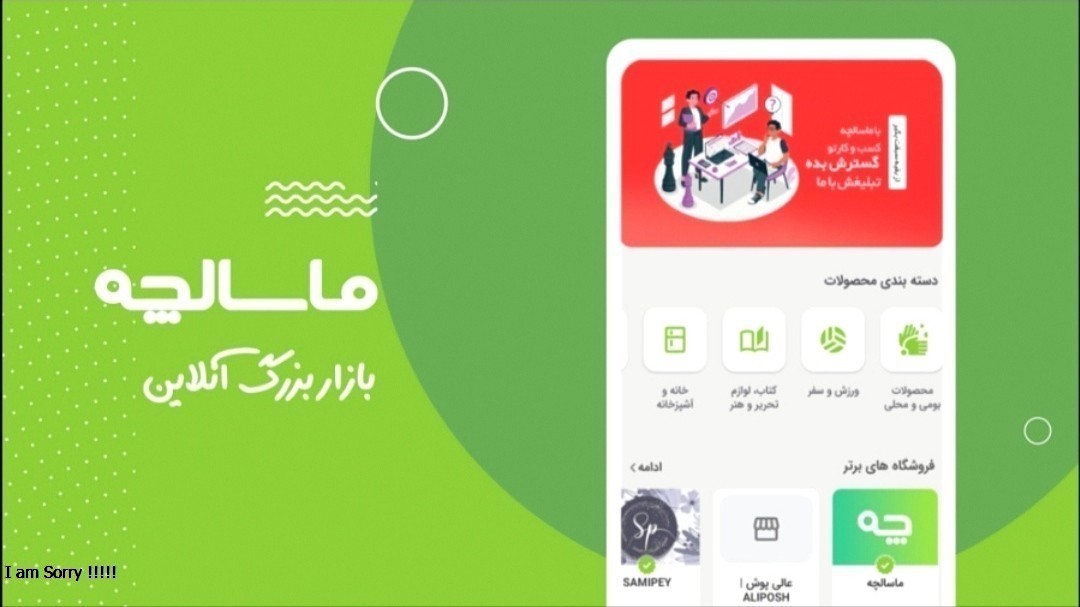 ماسالچه
بازار بزرگ آنلاین
با ماسالچه
کسب و کارتو
گسترش بده
تبلیغش با ما
دسته بندی محصولات
محصولات
بومی و محلی
ورزش و سفر
کتاب، لوازم
تحریر و هنر
خانه و
آشپزخانه
فروشگاه های برتر
ادامه
چه
Sp
ماسالچه
عالی پوش |
ALIPOSH
SAMIPEY
I am Sorry !!!!!